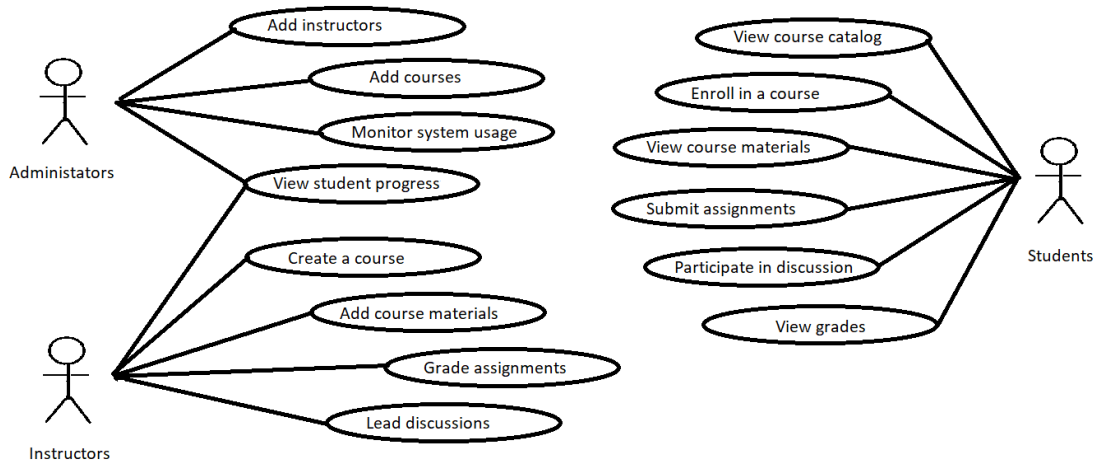 Add instructors
Add courses
Monitor system usage
View student progress
Administators
Create a course
Add course materials
Grade assignments
Lead discussions
Instructors
View course catalog
Enroll in a course
View course materials
Submit assignments
Participate in discussion
View grades
Students